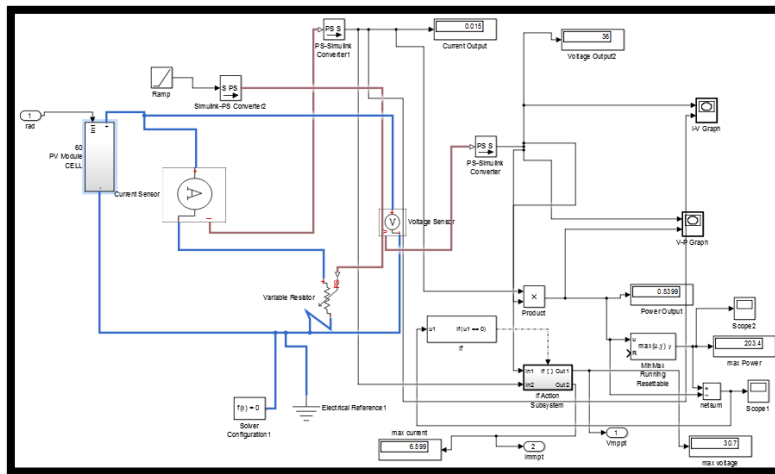 0.015
Current Output
PS S
PS-Simulink
Converter1
36
Voltage Output2
Ramp
S PS
Simulink-PS Converter2
I-V Graph
1
rad
In1
+
-
60
PV Module
CELL
Current Sensor
A
PS S
PS-Simulink
Converter
V
Voltage Sensor
V-P Graph
Variable Resistor
×
Product
0.5399
Power Output
Scope2
u1
if(u1 == 0)
If
u
R
max(u,y) y
MinMax
Running
Resettable
203.4
max Power
In1
In2
If { }
Out1
Out2
If Action
Subsystem
+
−
netsum
Scope1
f(x) = 0
Solver
Configuration1
Electrical Reference1
max current
6.599
2
Immpt
1
Vmppt
30.7
max voltage